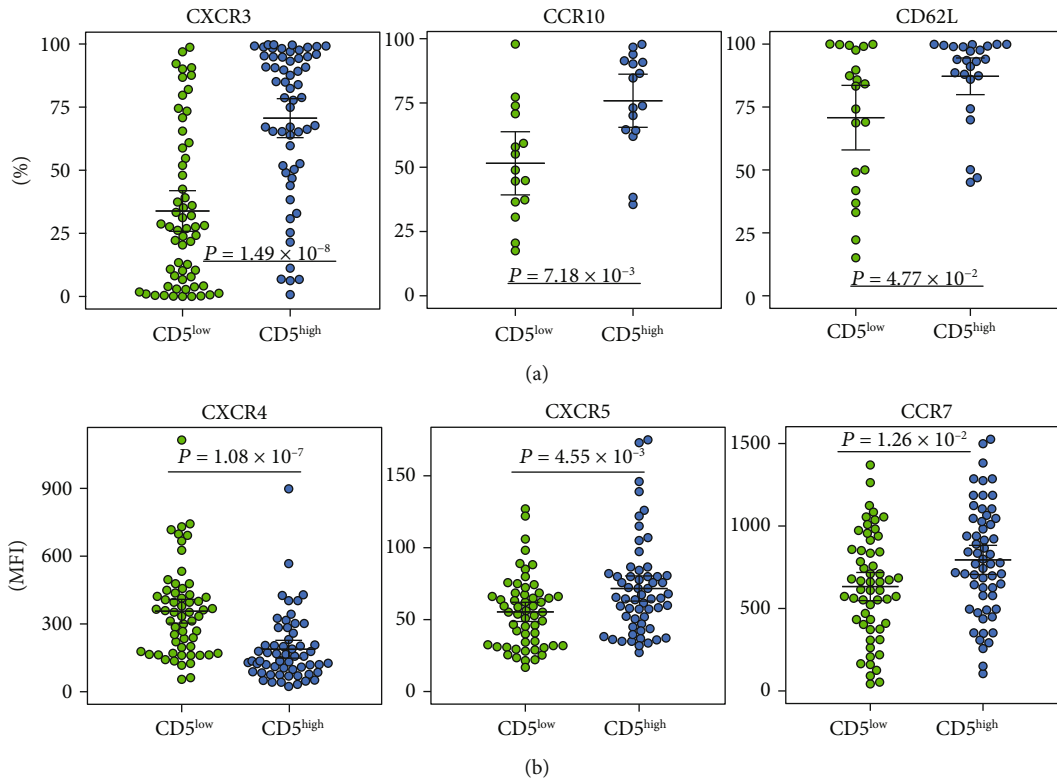 CXCR3
CCR10
CD62L
(%)
100
75
50
25
0
P = 1.49 × 10⁻⁸
CD5ˡᵒʷ
CD5ʰⁱᵍʰ
100
75
50
25
0
P = 7.18 × 10⁻³
CD5ˡᵒʷ
CD5ʰⁱᵍʰ
100
75
50
25
0
P = 4.77 × 10⁻²
CD5ˡᵒʷ
CD5ʰⁱᵍʰ
(a)
CXCR4
CXCR5
CCR7
(MFI)
900
600
300
0
P = 1.08 × 10⁻⁷
CD5ˡᵒʷ
CD5ʰⁱᵍʰ
150
100
50
0
P = 4.55 × 10⁻³
CD5ˡᵒʷ
CD5ʰⁱᵍʰ
1500
1000
500
0
P = 1.26 × 10⁻²
CD5ˡᵒʷ
CD5ʰⁱᵍʰ
(b)